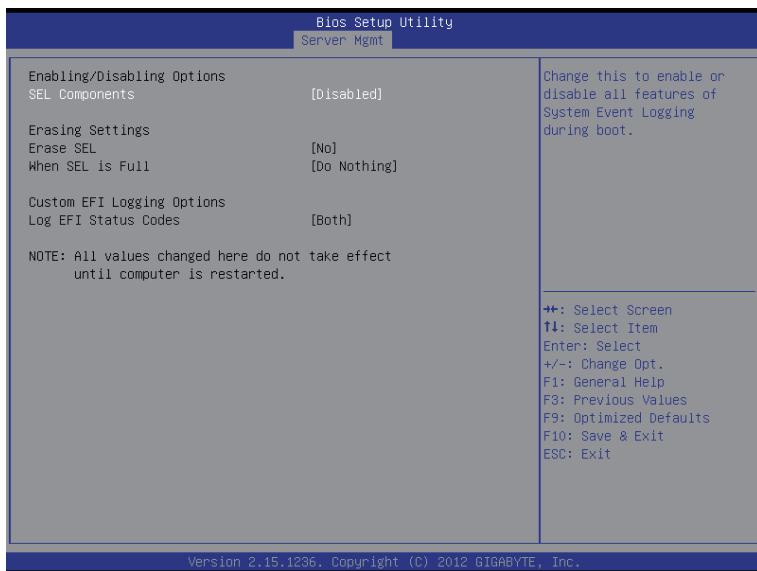 Bios Setup Utility
Server Mgmt
Enabling/Disabling Options
SEL Components [Disabled]
Erasing Settings
Erase SEL [No]
When SEL is Full [Do Nothing]
Custom EFI Logging Options
Log EFI Status Codes [Both]
NOTE: All values changed here do not take effect
until computer is restarted.
Change this to enable or
disable all features of
System Event Logging
during boot.
→←: Select Screen
↑↓: Select Item
Enter: Select
+/-: Change Opt.
F1: General Help
F3: Previous Values
F9: Optimized Defaults
F10: Save & Exit
ESC: Exit
Version 2.15.1236. Copyright (C) 2012 GIGABYTE, Inc.